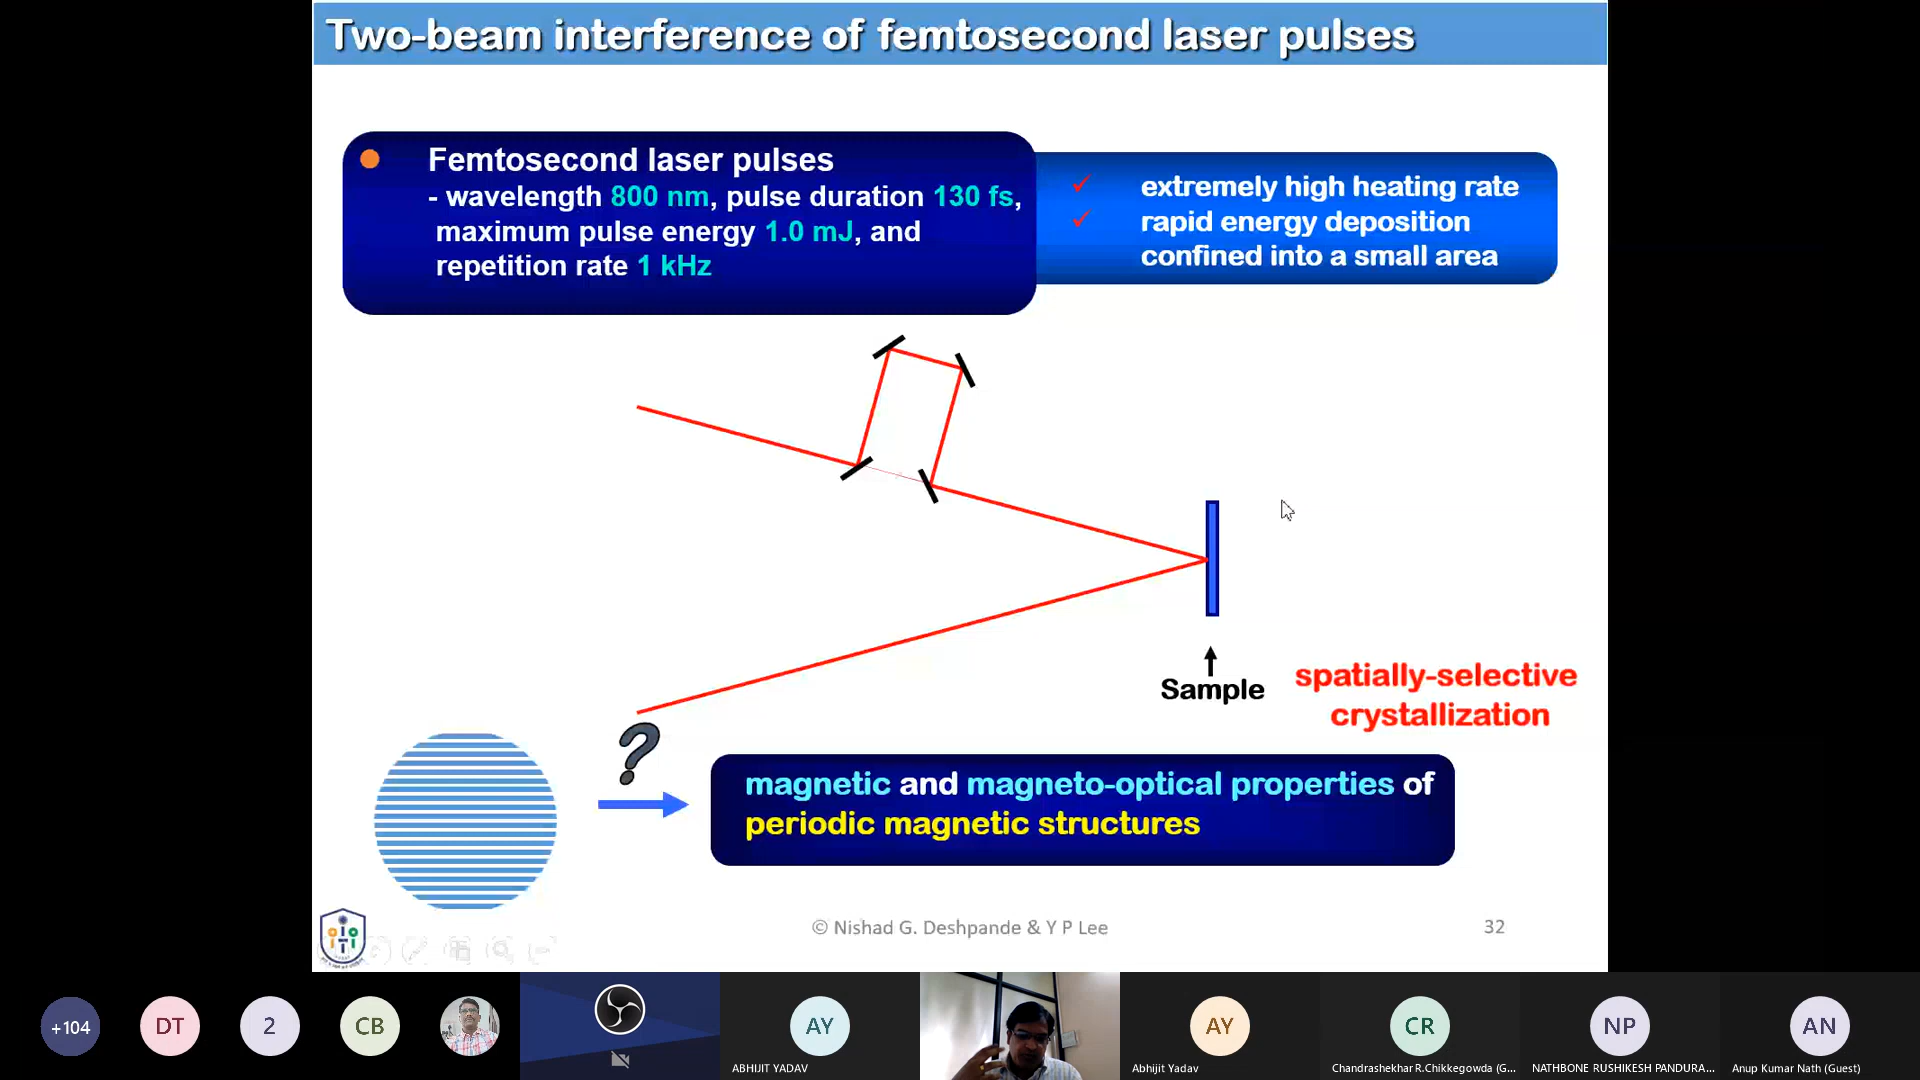 Two-beam interference of femtosecond laser pulses
Femtosecond laser pulses
- wavelength 800 nm, pulse duration 130 fs,
maximum pulse energy 1.0 mJ, and
repetition rate 1 kHz
extremely high heating rate
rapid energy deposition
confined into a small area
Sample
spatially-selective
crystallization
?
magnetic and magneto-optical properties of
periodic magnetic structures
© Nishad G. Deshpande & Y P Lee
32
+104
DT
2
CB
AY
ABHIJIT YADAV
AY
Abhijit Yadav
CR
Chandrashekhar R.Chikkegowda (G...
NP
NATHBONE RUSHIKESH PANDURA...
AN
Anup Kumar Nath (Guest)